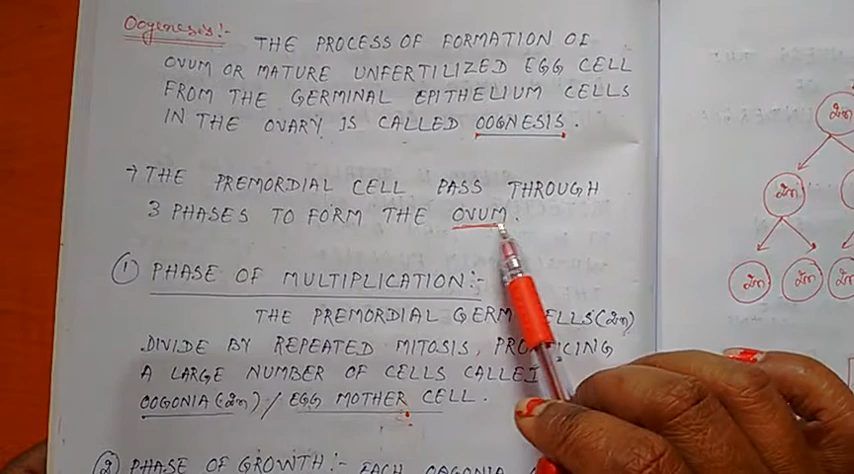 Oogenesis :- THE PROCESS OF FORMATION OF
OVUM OR MATURE UNFERTILIZED EGG CELL
FROM THE GERMINAL EPITHELIUM CELLS
IN THE OVARY IS CALLED OOGNESIS.
→ THE PREMORDIAL CELL PASS THROUGH
3 PHASES TO FORM THE OVUM.
① PHASE OF MULTIPLICATION :-
THE PREMORDIAL GERM CELLS (2n)
DIVIDE BY REPEATED MITOSIS,
A LARGE NUMBER OF CELLS CALLED
OOGONIA (2n) / EGG MOTHER CELL.
② PHASE OF GROWTH :- EACH OAGONIA
2n
2n
2n 2n 2n